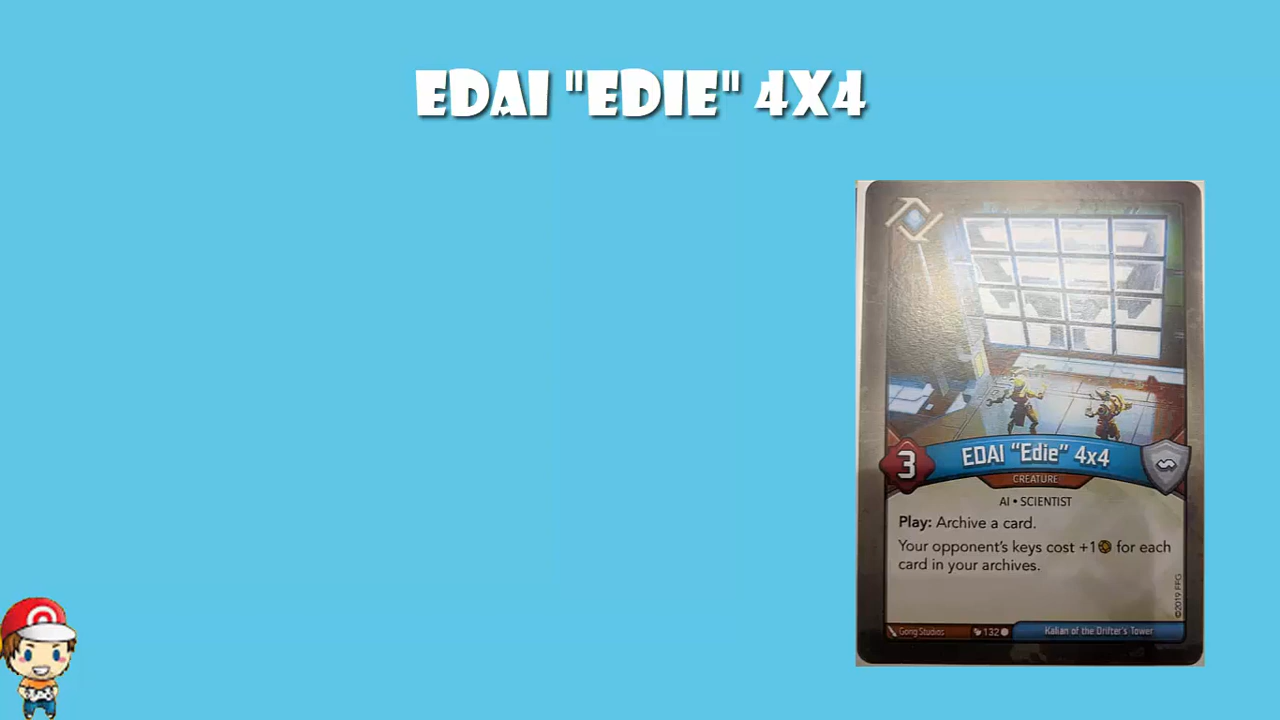 EDAI "EDIE" 4X4
EDAI “Edie” 4x4
3
CREATURE
AI • SCIENTIST
Play: Archive a card.
Your opponent's keys cost +1 for each
card in your archives.
©2019 FFG
Gong Studios 132 Kalian of the Drifter's Tower